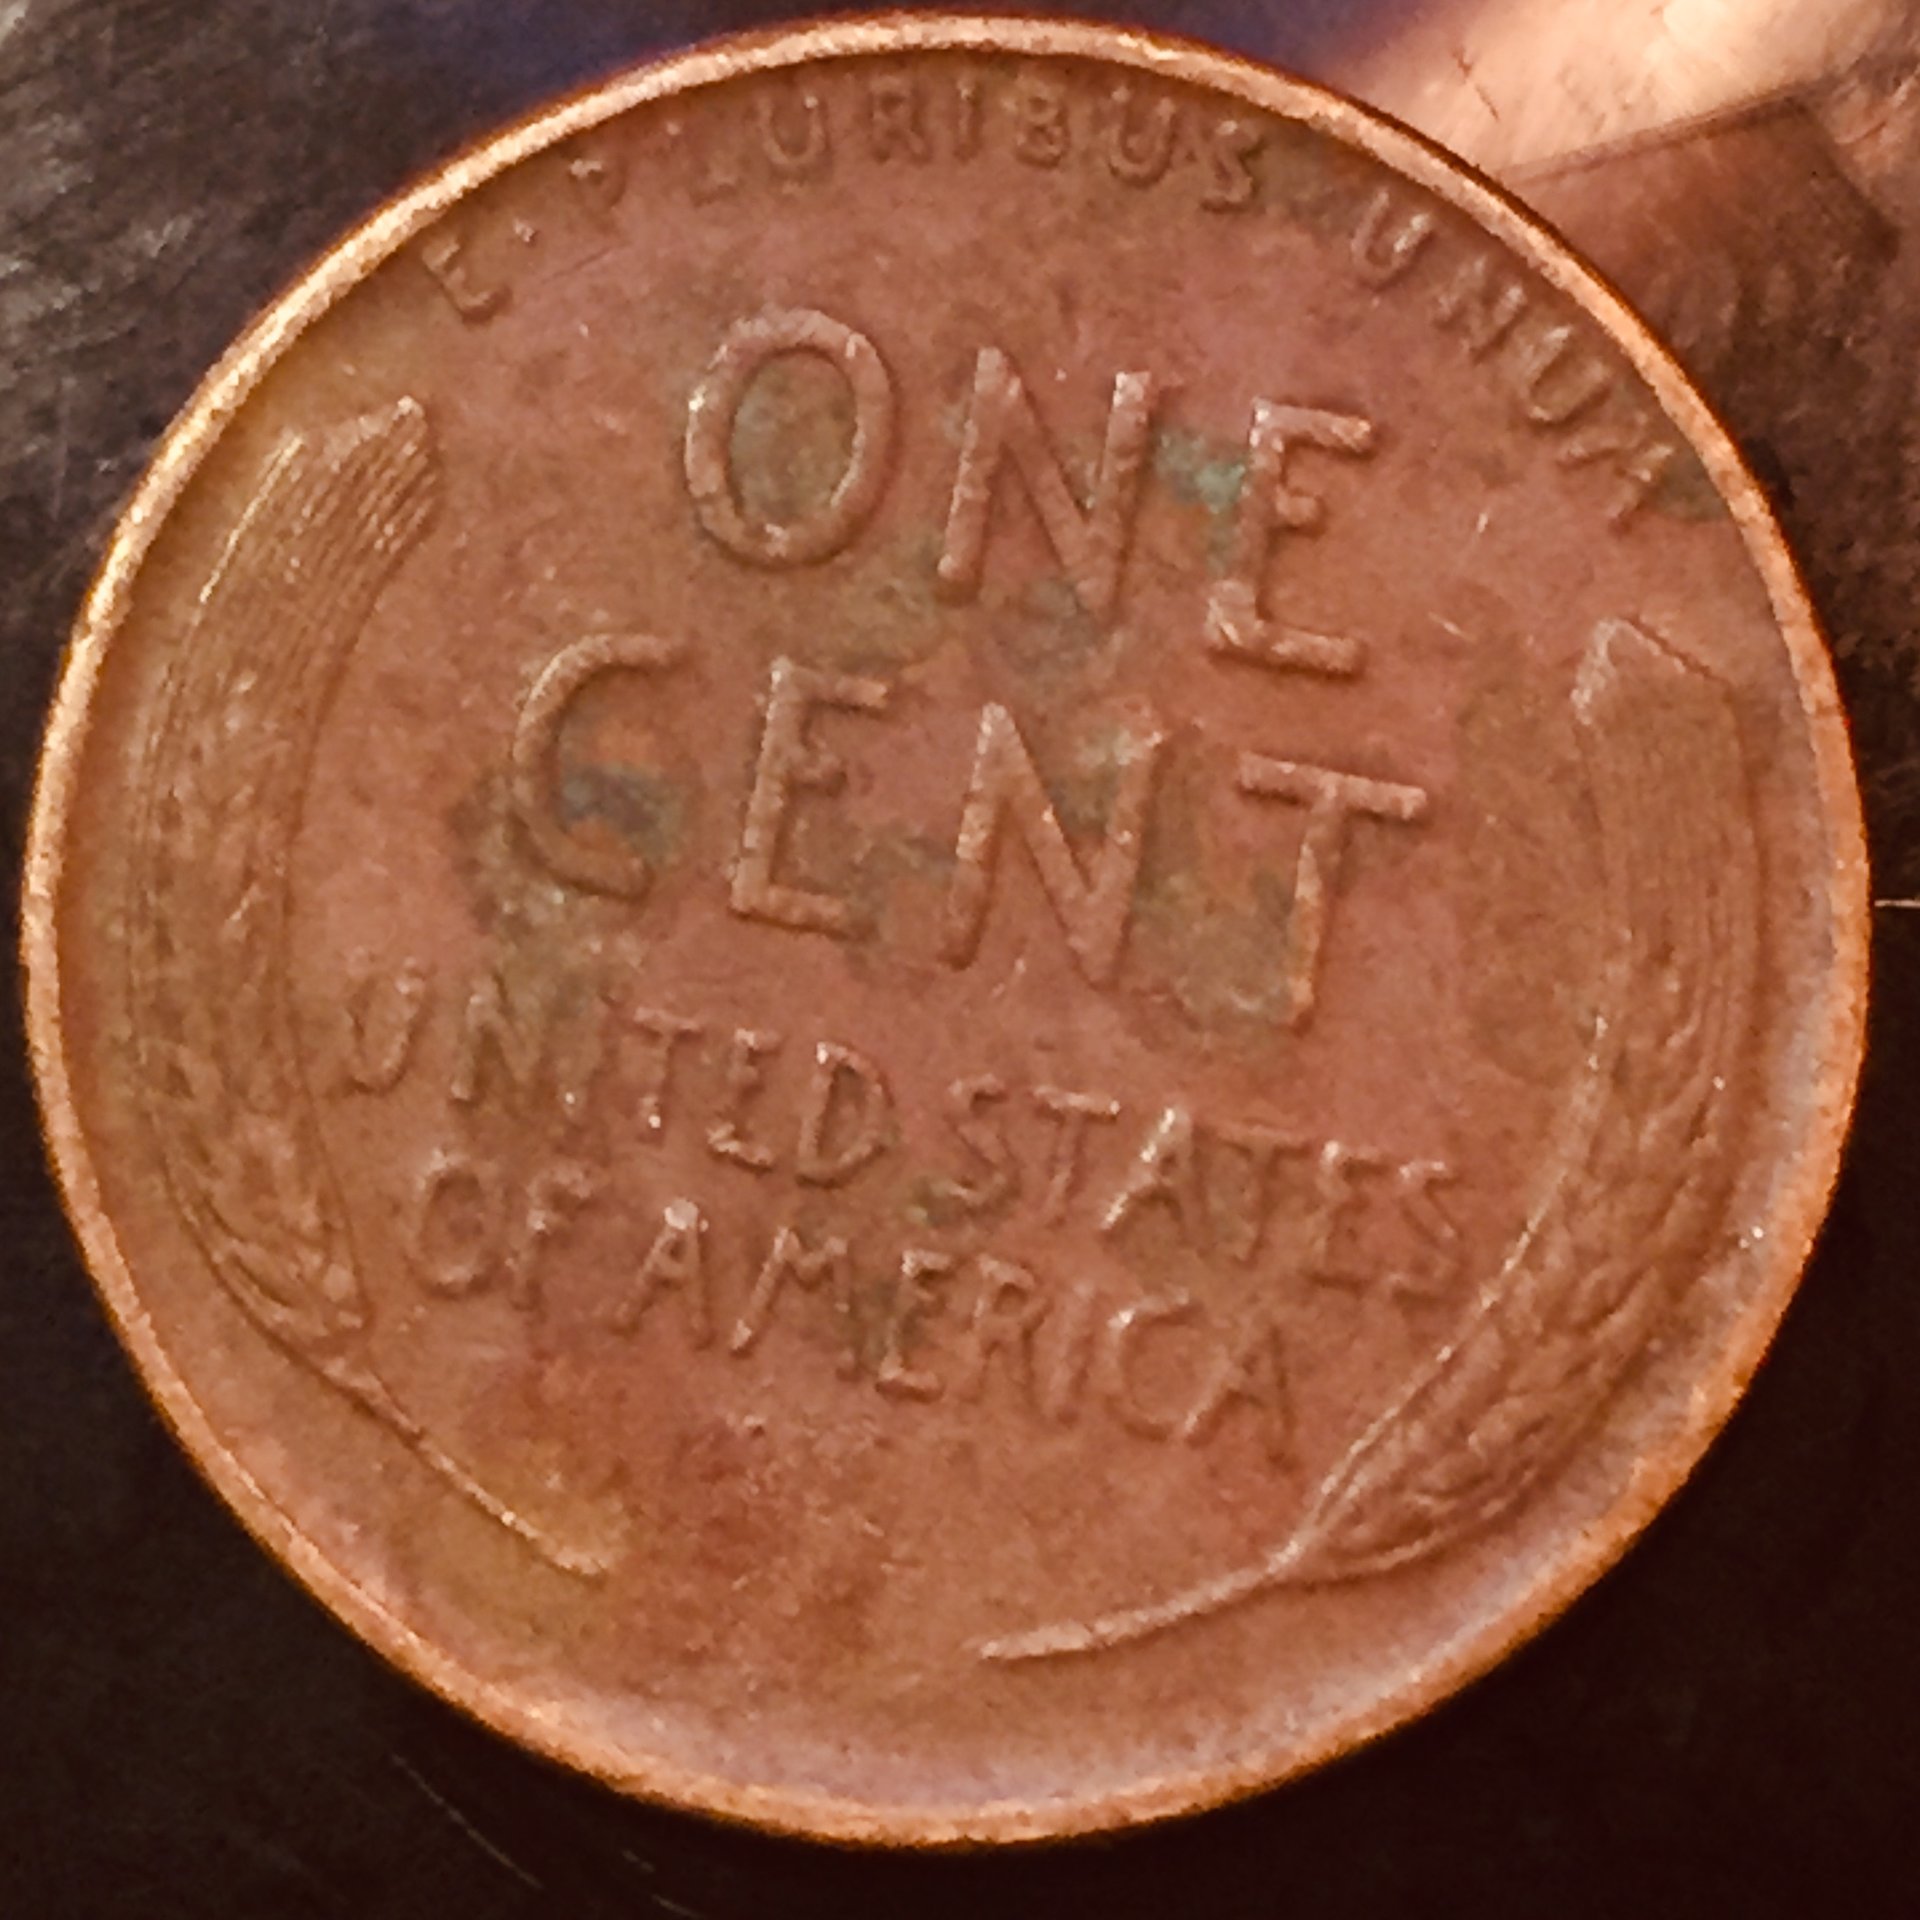 E·PLURIBUS·UNUM
ONE
CENT
UNITED STATES
OF AMERICA